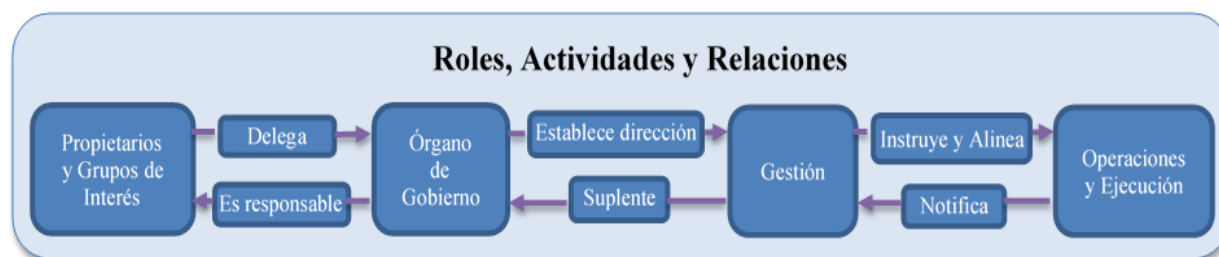 Roles, Actividades y Relaciones
Propietarios
y Grupos de
Interés
Delega
Es responsable
Órgano
de
Gobierno
Establece dirección
Suplente
Gestión
Instruye y Alinea
Notifica
Operaciones
y Ejecución